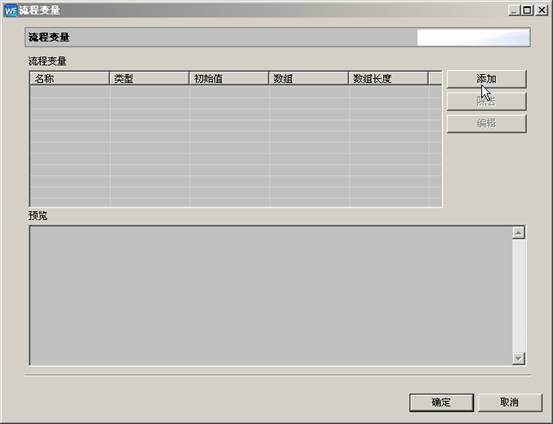 WF 流程变量
流程变量
流程变量
名称 类型 初始值 数组 数组长度
添加
除去
编辑
预览
确定 取消